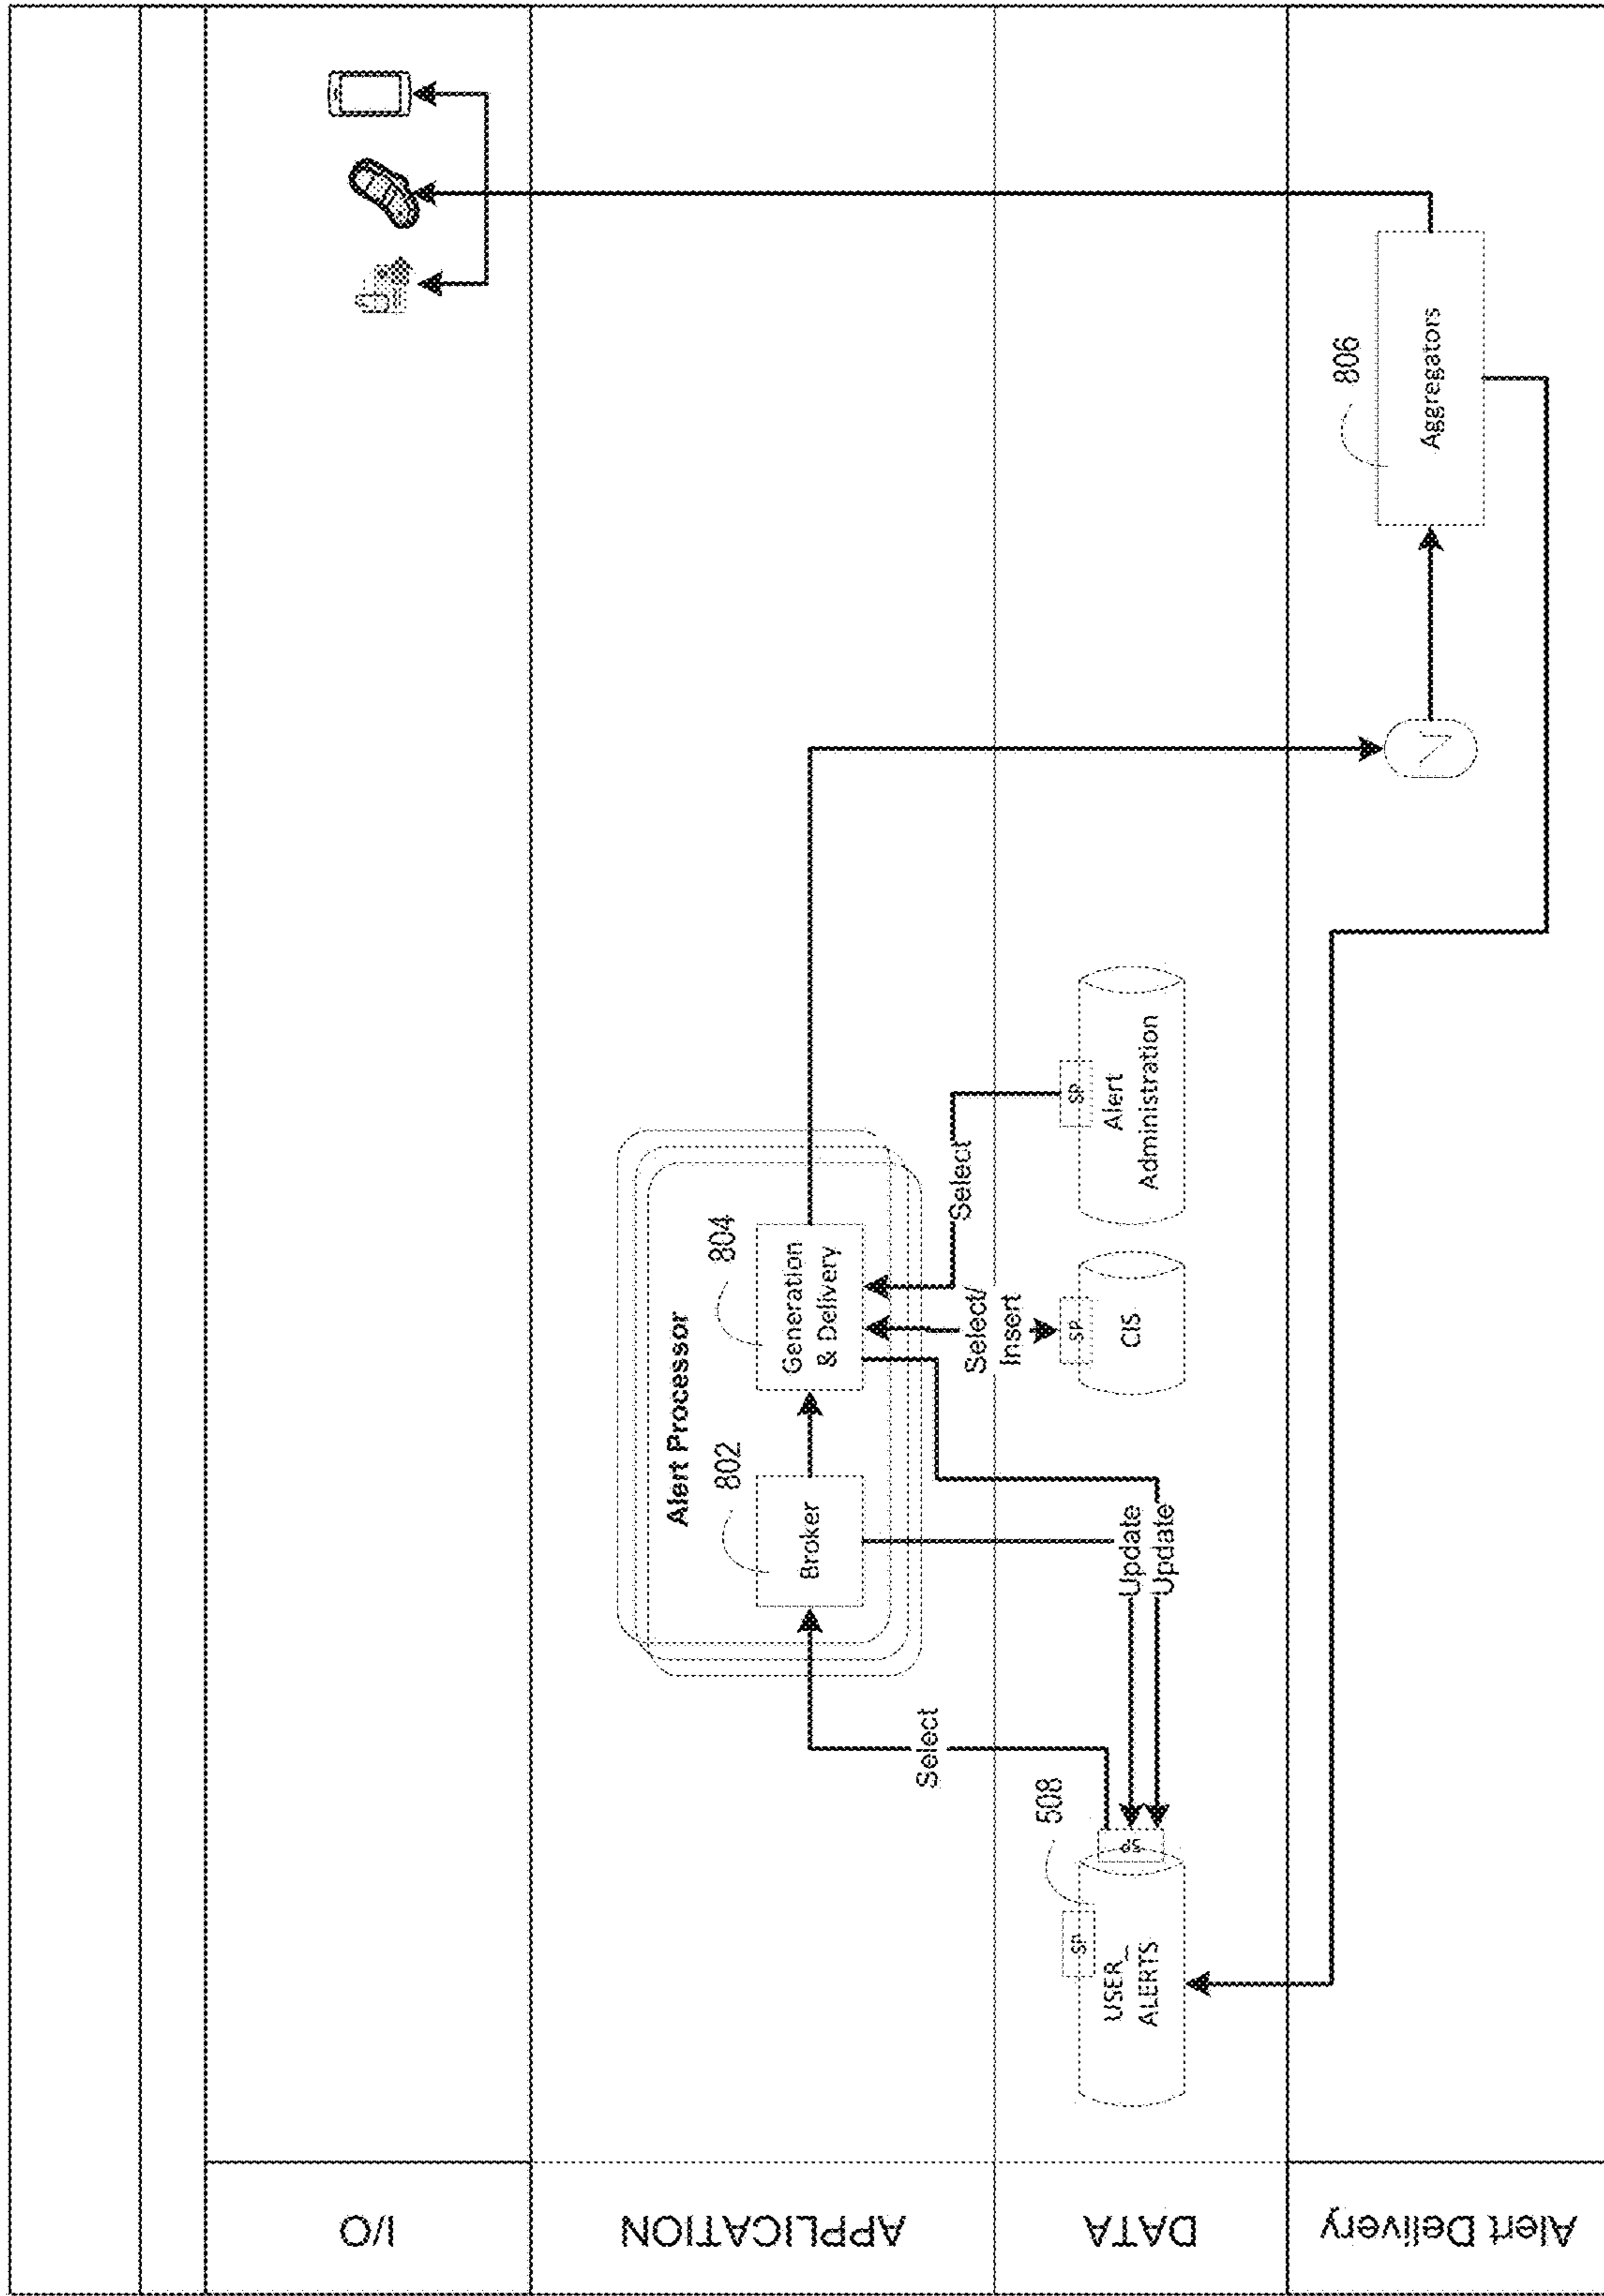 I/O
APPLICATION
DATA
Alert Delivery
Alert Processor
802
Broker
804
Generation
& Delivery
Select
Update
Update
Select/
Insert
Select
508
SP
SP
USER_
ALERTS
SP
CIS
SP
Alert
Administration
806
Aggregators